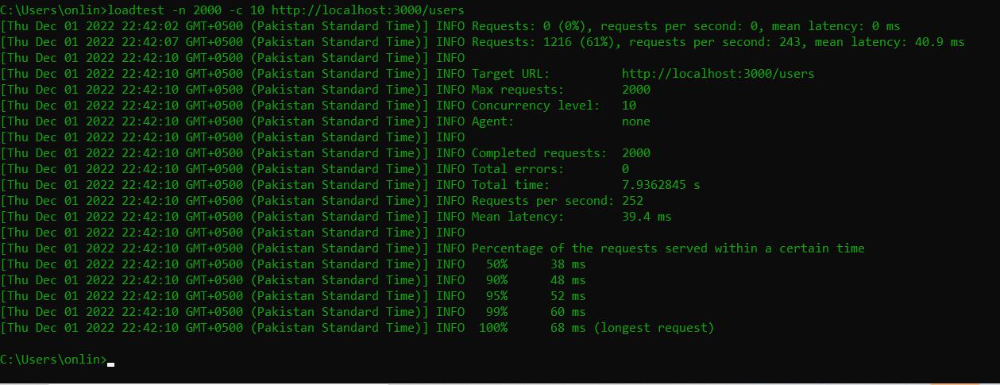 C:\Users\onlin>loadtest -n 2000 -c 10 http://localhost:3000/users
[Thu Dec 01 2022 22:42:02 GMT+0500 (Pakistan Standard Time)] INFO Requests: 0 (0%), requests per second: 0, mean latency: 0 ms
[Thu Dec 01 2022 22:42:07 GMT+0500 (Pakistan Standard Time)] INFO Requests: 1216 (61%), requests per second: 243, mean latency: 40.9 ms
[Thu Dec 01 2022 22:42:10 GMT+0500 (Pakistan Standard Time)] INFO
[Thu Dec 01 2022 22:42:10 GMT+0500 (Pakistan Standard Time)] INFO Target URL:          http://localhost:3000/users
[Thu Dec 01 2022 22:42:10 GMT+0500 (Pakistan Standard Time)] INFO Max requests:        2000
[Thu Dec 01 2022 22:42:10 GMT+0500 (Pakistan Standard Time)] INFO Concurrency level:   10
[Thu Dec 01 2022 22:42:10 GMT+0500 (Pakistan Standard Time)] INFO Agent:               none
[Thu Dec 01 2022 22:42:10 GMT+0500 (Pakistan Standard Time)] INFO
[Thu Dec 01 2022 22:42:10 GMT+0500 (Pakistan Standard Time)] INFO Completed requests:  2000
[Thu Dec 01 2022 22:42:10 GMT+0500 (Pakistan Standard Time)] INFO Total errors:        0
[Thu Dec 01 2022 22:42:10 GMT+0500 (Pakistan Standard Time)] INFO Total time:          7.9362845 s
[Thu Dec 01 2022 22:42:10 GMT+0500 (Pakistan Standard Time)] INFO Requests per second: 252
[Thu Dec 01 2022 22:42:10 GMT+0500 (Pakistan Standard Time)] INFO Mean latency:        39.4 ms
[Thu Dec 01 2022 22:42:10 GMT+0500 (Pakistan Standard Time)] INFO
[Thu Dec 01 2022 22:42:10 GMT+0500 (Pakistan Standard Time)] INFO Percentage of the requests served within a certain time
[Thu Dec 01 2022 22:42:10 GMT+0500 (Pakistan Standard Time)] INFO   50%      38 ms
[Thu Dec 01 2022 22:42:10 GMT+0500 (Pakistan Standard Time)] INFO   90%      48 ms
[Thu Dec 01 2022 22:42:10 GMT+0500 (Pakistan Standard Time)] INFO   95%      52 ms
[Thu Dec 01 2022 22:42:10 GMT+0500 (Pakistan Standard Time)] INFO   99%      60 ms
[Thu Dec 01 2022 22:42:10 GMT+0500 (Pakistan Standard Time)] INFO  100%      68 ms (longest request)
C:\Users\onlin>